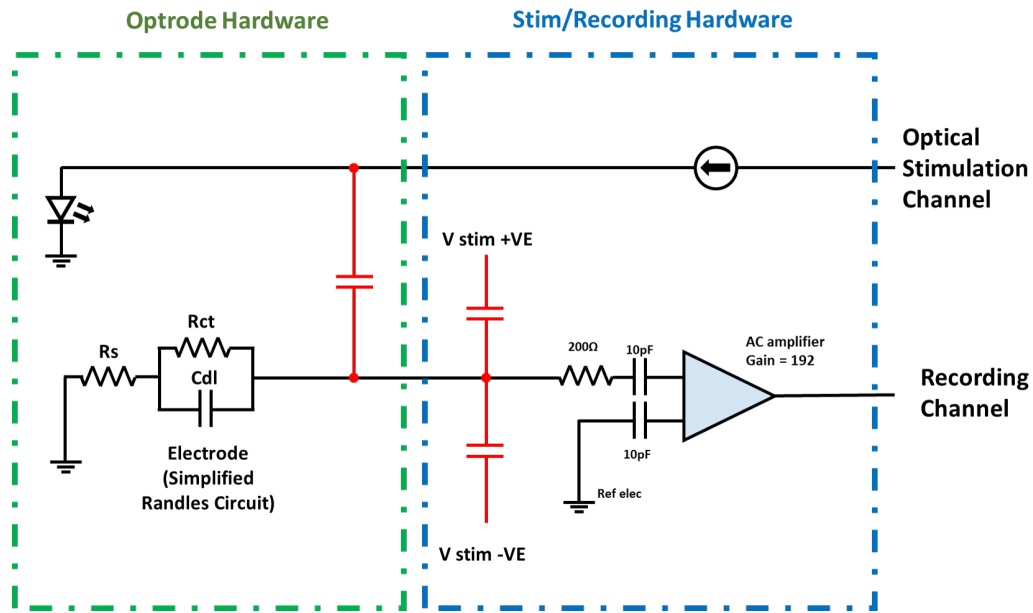 Optrode Hardware
Stim/Recording Hardware
Optical
Stimulation
Channel
V stim +VE
Rct
Rs
Cdl
200Ω
10pF
AC amplifier
Gain = 192
Recording
Channel
Electrode
(Simplified
Randles Circuit)
10pF
Ref elec
V stim -VE